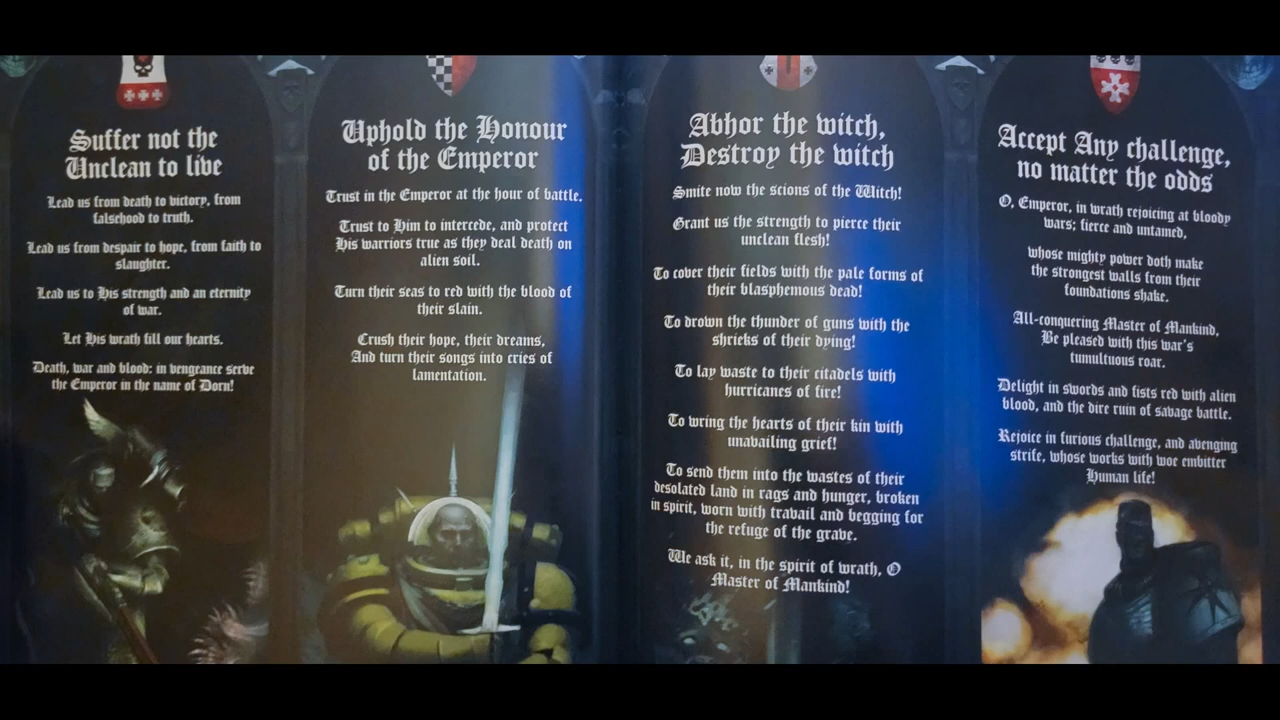 Suffer not the
Unclean to live
Lead us from death to victory, from
falsehood to truth.
Lead us from despair to hope, from faith to
slaughter.
Lead us to His strength and an eternity
of war.
Let His wrath fill our hearts.
Death, war and blood: in vengeance serve
the Emperor in the name of Dorn!
Uphold the Honour
of the Emperor
Trust in the Emperor at the hour of battle.
Trust to Him to intercede, and protect
His warriors true as they deal death on
alien soil.
Turn their seas to red with the blood of
their slain.
Crush their hope, their dreams,
And turn their songs into cries of
lamentation.
Abhor the witch,
Destroy the witch
Smite now the scions of the Witch!
Grant us the strength to pierce their
unclean flesh!
To cover their fields with the pale forms of
their blasphemous dead!
To drown the thunder of guns with the
shrieks of their dying!
To lay waste to their citadels with
hurricanes of fire!
To wring the hearts of their kin with
unavailing grief!
To send them into the wastes of their
desolated land in rags and hunger, broken
in spirit, worn with travail and begging for
the refuge of the grave.
We ask it, in the spirit of wrath, O
Master of Mankind!
Accept Any challenge,
no matter the odds
O, Emperor, in wrath rejoicing at bloody
wars; fierce and untamed,
whose mighty power doth make
the strongest walls from their
foundations shake.
All-conquering Master of Mankind,
Be pleased with this war's
tumultuous roar.
Delight in swords and fists red with alien
blood, and the dire ruin of savage battle.
Rejoice in furious challenge, and avenging
strife, whose works with woe embitter
Human life!